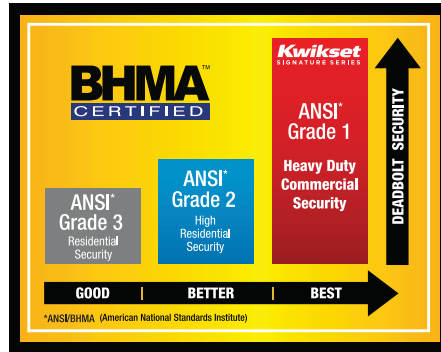 BHMA™
CERTIFIED
Kwikset
SIGNATURE SERIES
ANSI*
Grade 1
Heavy Duty
Commercial
Security
ANSI*
Grade 2
High
Residential
Security
ANSI*
Grade 3
Residential
Security
DEADBOLT SECURITY
GOOD | BETTER | BEST
*ANSI/BHMA (American National Standards Institute)